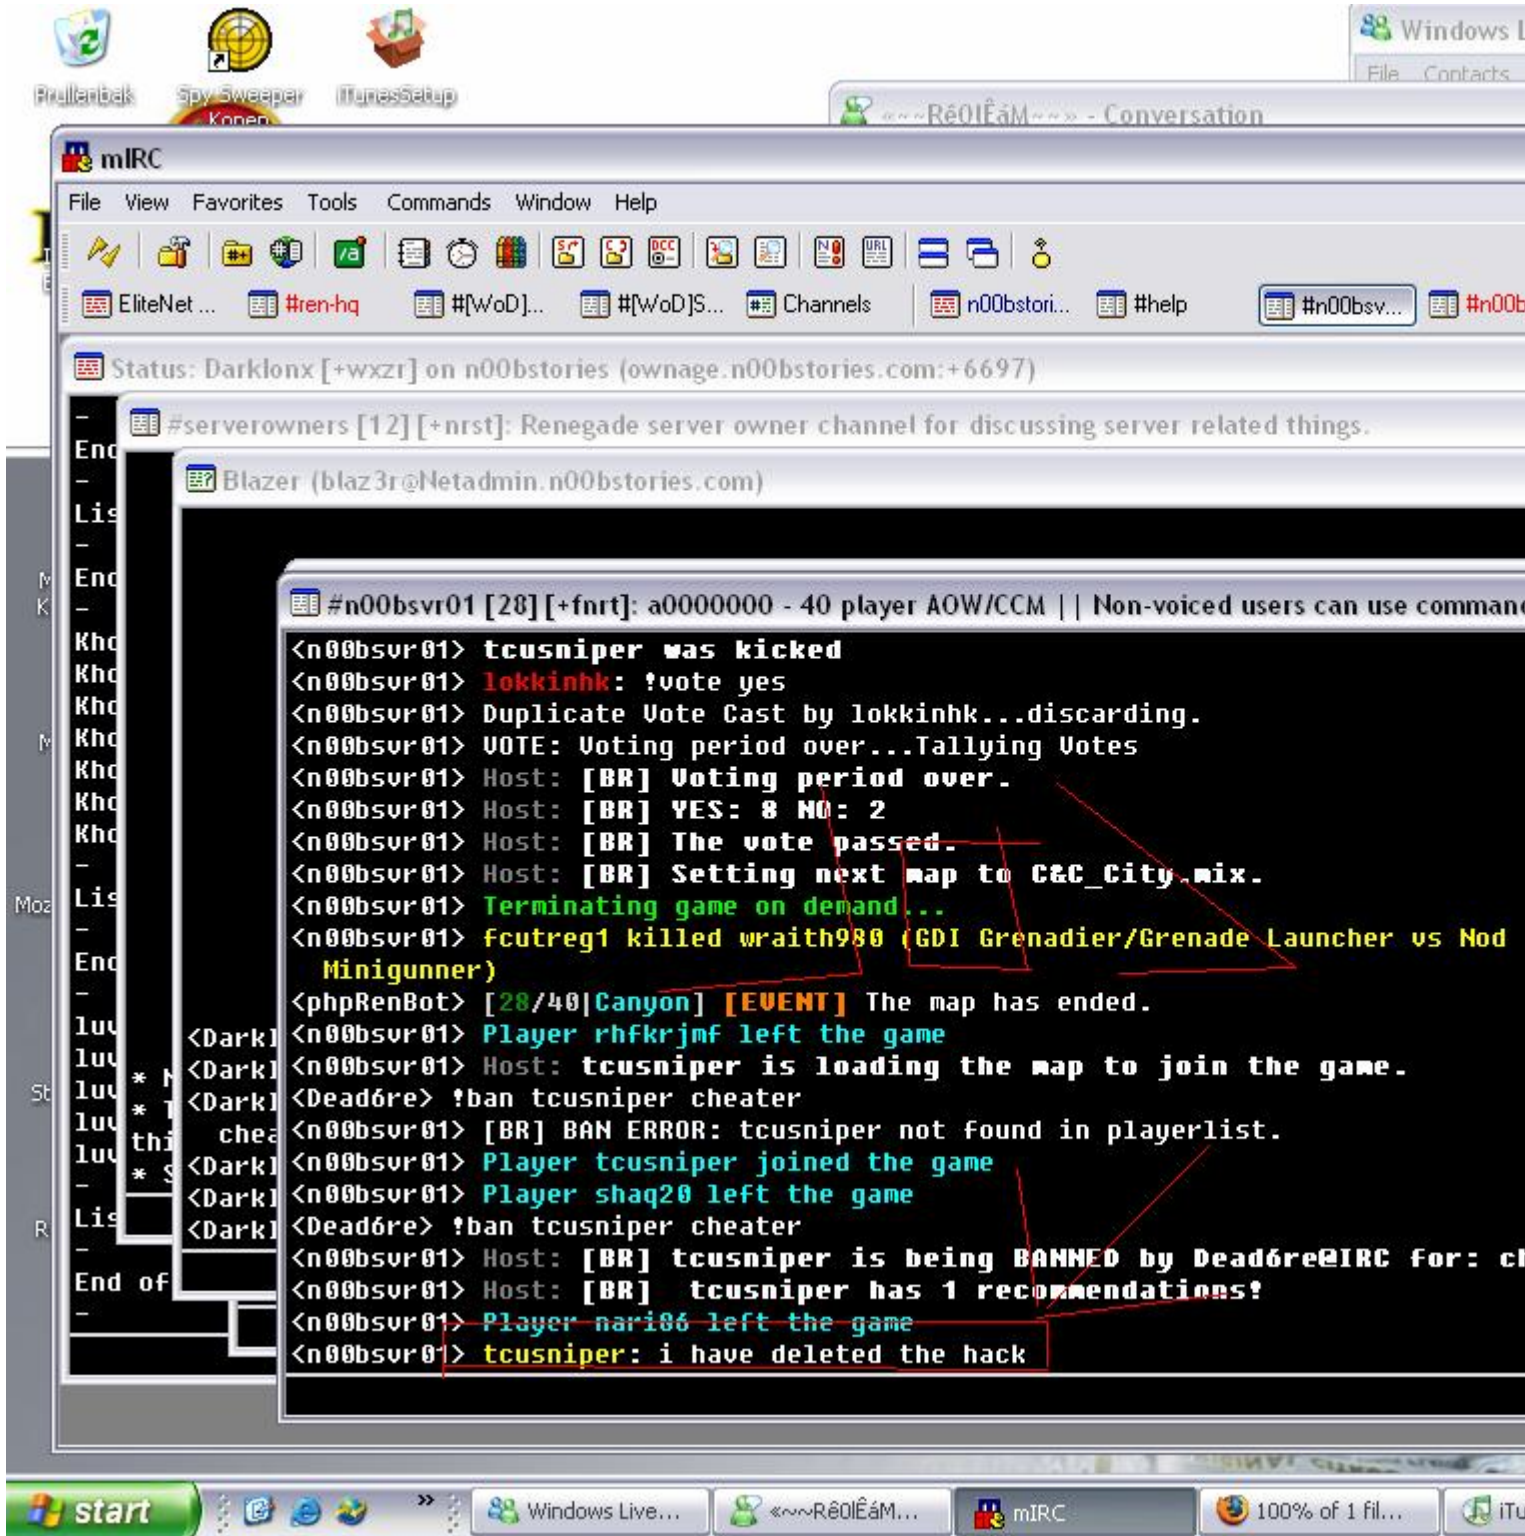 Prullenbak
Spy Sweeper
iTunesSetup
Kopen
Windows L
File Contacts
«~~Rê0lÊáM~~» - Conversation
mIRC
File View Favorites Tools Commands Window Help
EliteNet ... #ren-hq #[WoD]... #[WoD]S... Channels n00bstori... #help #n00bsv... #n00b
Status: Darklonx [+wxzr] on n00bstories (ownage.n00bstories.com:+6697)
#serverowners [12] [+nrst]: Renegade server owner channel for discussing server related things.
Blazer (blaz3r@Netadmin.n00bstories.com)
#n00bsvr01 [28] [+fnrt]: a0000000 - 40 player AOW/CCM || Non-voiced users can use comman
<n00bsvr01> tcusniper was kicked
<n00bsvr01> lokkinhk: !vote yes
<n00bsvr01> Duplicate Vote Cast by lokkinhk...discarding.
<n00bsvr01> VOTE: Voting period over...Tallying Votes
<n00bsvr01> Host: [BR] Voting period over.
<n00bsvr01> Host: [BR] YES: 8 NO: 2
<n00bsvr01> Host: [BR] The vote passed.
<n00bsvr01> Host: [BR] Setting next map to C&C_City.mix.
<n00bsvr01> Terminating game on demand...
<n00bsvr01> fcutreg1 killed wraith980 (GDI Grenadier/Grenade Launcher vs Nod
Minigunner)
<phpRenBot> [28/40|Canyon] [EVENT] The map has ended.
<n00bsvr01> Player rhfkrjmf left the game
<n00bsvr01> Host: tcusniper is loading the map to join the game.
<Dead6re> !ban tcusniper cheater
<n00bsvr01> [BR] BAN ERROR: tcusniper not found in playerlist.
<n00bsvr01> Player tcusniper joined the game
<n00bsvr01> Player shaq20 left the game
<Dead6re> !ban tcusniper cheater
<n00bsvr01> Host: [BR] tcusniper is being BANNED by Dead6re@IRC for: ch
<n00bsvr01> Host: [BR] tcusniper has 1 recommendations!
<n00bsvr01> Player nari06 left the game
<n00bsvr01> tcusniper: i have deleted the hack
End of
start
Windows Live...
«~~Rê0lÊáM...
mIRC
100% of 1 fil...
iTu